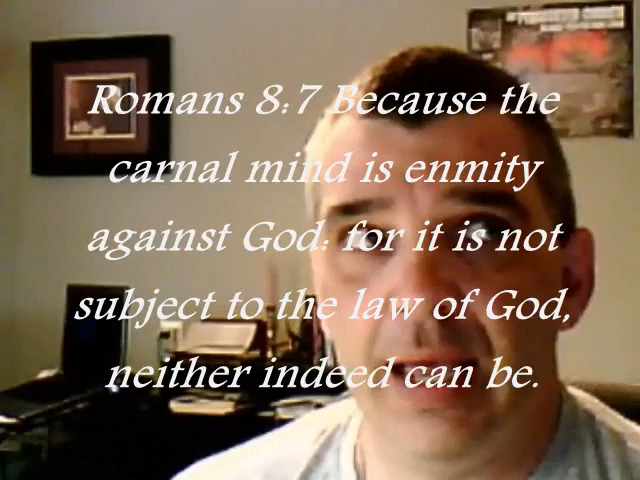 Romans 8:7 Because the
carnal mind is enmity
against God: for it is not
subject to the law of God,
neither indeed can be.